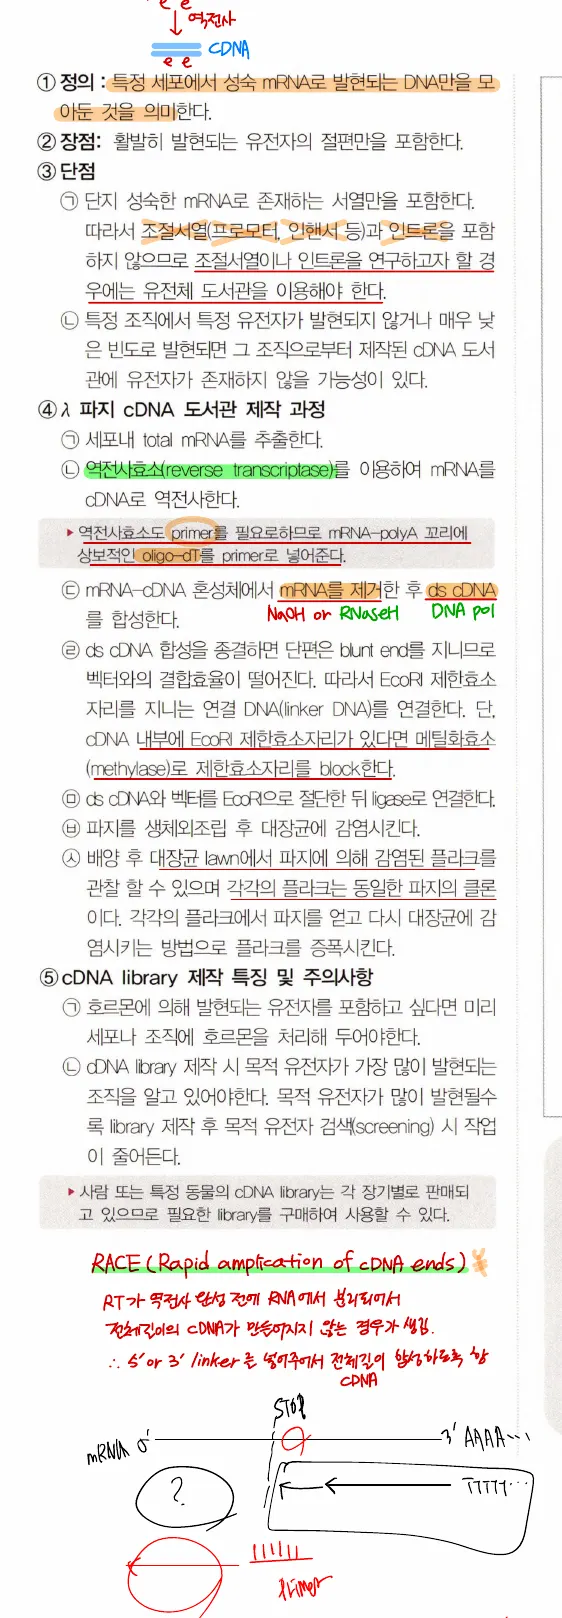 e e
역전사
CDNA
e e
① 정의 : 특정 세포에서 성숙 mRNA로 발현되는 DNA만을 모
아둔 것을 의미한다.
② 장점: 활발히 발현되는 유전자의 절편만을 포함한다.
③ 단점
㉠ 단지 성숙한 mRNA로 존재하는 서열만을 포함한다.
따라서 조절서열(프로모터, 인핸서 등)과 인트론을 포함
하지 않으므로 조절서열이나 인트론을 연구하고자 할 경
우에는 유전체 도서관을 이용해야 한다.
㉡ 특정 조직에서 특정 유전자가 발현되지 않거나 매우 낮
은 빈도로 발현되면 그 조직으로부터 제작된 cDNA 도서
관에 유전자가 존재하지 않을 가능성이 있다.
④ λ 파지 cDNA 도서관 제작 과정
㉠ 세포내 total mRNA를 추출한다.
㉡ 역전사효소(reverse transcriptase)를 이용하여 mRNA를
cDNA로 역전사한다.
▸ 역전사효소도 primer를 필요로하므로 mRNA-polyA 꼬리에
상보적인 oligo-dT를 primer로 넣어준다.
㉢ mRNA-cDNA 혼성체에서 mRNA를 제거한 후 ds cDNA
를 합성한다. NaOH or RNaseH DNA pol
㉣ ds cDNA 합성을 종결하면 단편은 blunt end를 지니므로
벡터와의 결합효율이 떨어진다. 따라서 EcoRI 제한효소
자리를 지니는 연결 DNA(linker DNA)를 연결한다. 단,
cDNA 내부에 EcoRI 제한효소자리가 있다면 메틸화효소
(methylase)로 제한효소자리를 block한다.
㉤ ds cDNA와 벡터를 EcoRI으로 절단한 뒤 ligase로 연결한다.
㉥ 파지를 생체외조립 후 대장균에 감염시킨다.
㉦ 배양 후 대장균 lawn에서 파지에 의해 감염된 플라크를
관찰 할 수 있으며 각각의 플라크는 동일한 파지의 클론
이다. 각각의 플라크에서 파지를 얻고 다시 대장균에 감
염시키는 방법으로 플라크를 증폭시킨다.
⑤ cDNA library 제작 특징 및 주의사항
㉠ 호르몬에 의해 발현되는 유전자를 포함하고 싶다면 미리
세포나 조직에 호르몬을 처리해 두어야한다.
㉡ cDNA library 제작 시 목적 유전자가 가장 많이 발현되는
조직을 알고 있어야한다. 목적 유전자가 많이 발현될수
록 library 제작 후 목적 유전자 검색(screening) 시 작업
이 줄어든다.
▸ 사람 또는 특정 동물의 cDNA library는 각 장기별로 판매되
고 있으므로 필요한 library를 구매하여 사용할 수 있다.
RACE (Rapid amplication of cDNA ends)
RT가 역전사 완성 전에 RNA에서 분리되어서
전체길이의 cDNA가 만들어지지 않는 경우가 생김.
∴ 5' or 3' linker를 넣어주어서 전체길이 합성하도록 함
CDNA
STOP
mRNA 5' 3' AAAA...
? TTTTT...
primer